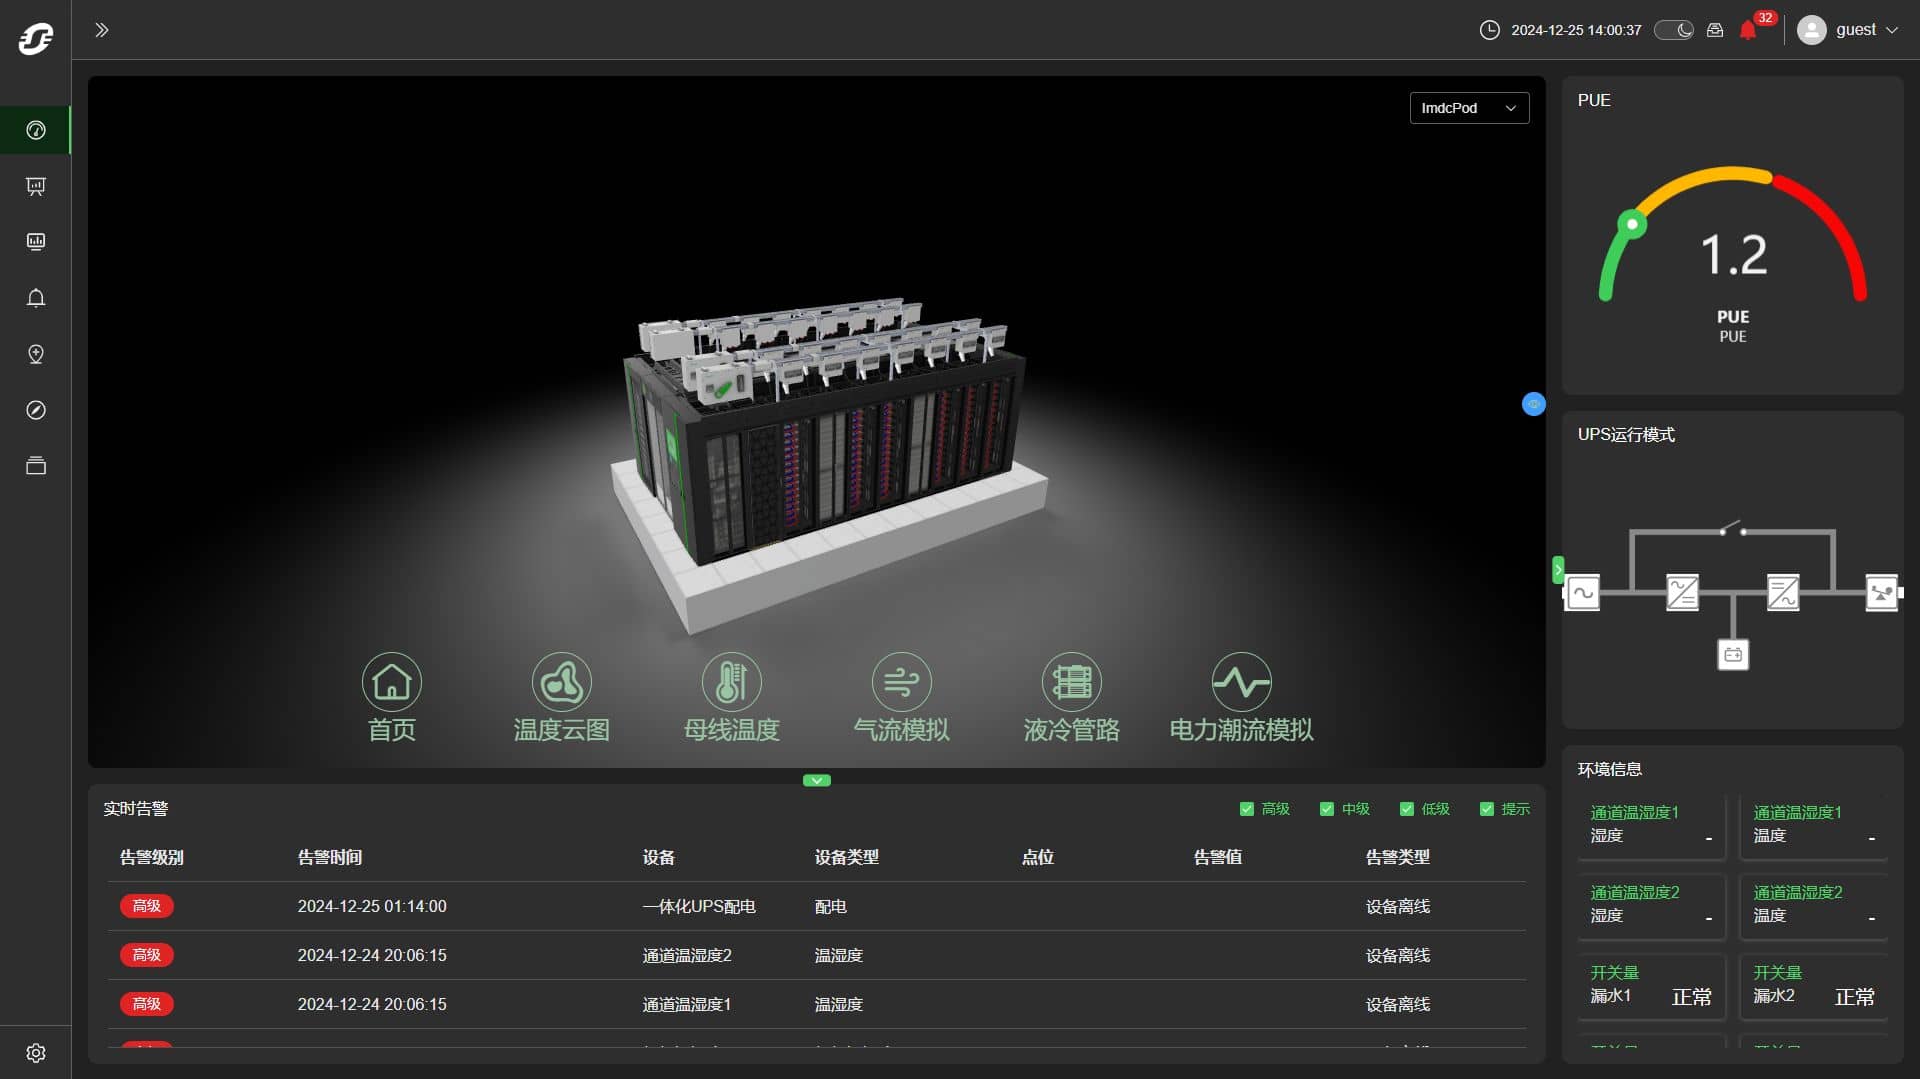 2024-12-25 14:00:37
32
guest
ImdcPod
首页
温度云图
母线温度
气流模拟
液冷管路
电力潮流模拟
PUE
1.2
PUE
PUE
UPS运行模式
实时告警
高级 中级 低级 提示
告警级别 告警时间 设备 设备类型 点位 告警值 告警类型
高级 2024-12-25 01:14:00 一体化UPS配电 配电 设备离线
高级 2024-12-24 20:06:15 通道温湿度2 温湿度 设备离线
高级 2024-12-24 20:06:15 通道温湿度1 温湿度 设备离线
环境信息
通道温湿度1
湿度 -
通道温湿度1
温度 -
通道温湿度2
湿度 -
通道温湿度2
温度 -
开关量
漏水1 正常
开关量
漏水2 正常